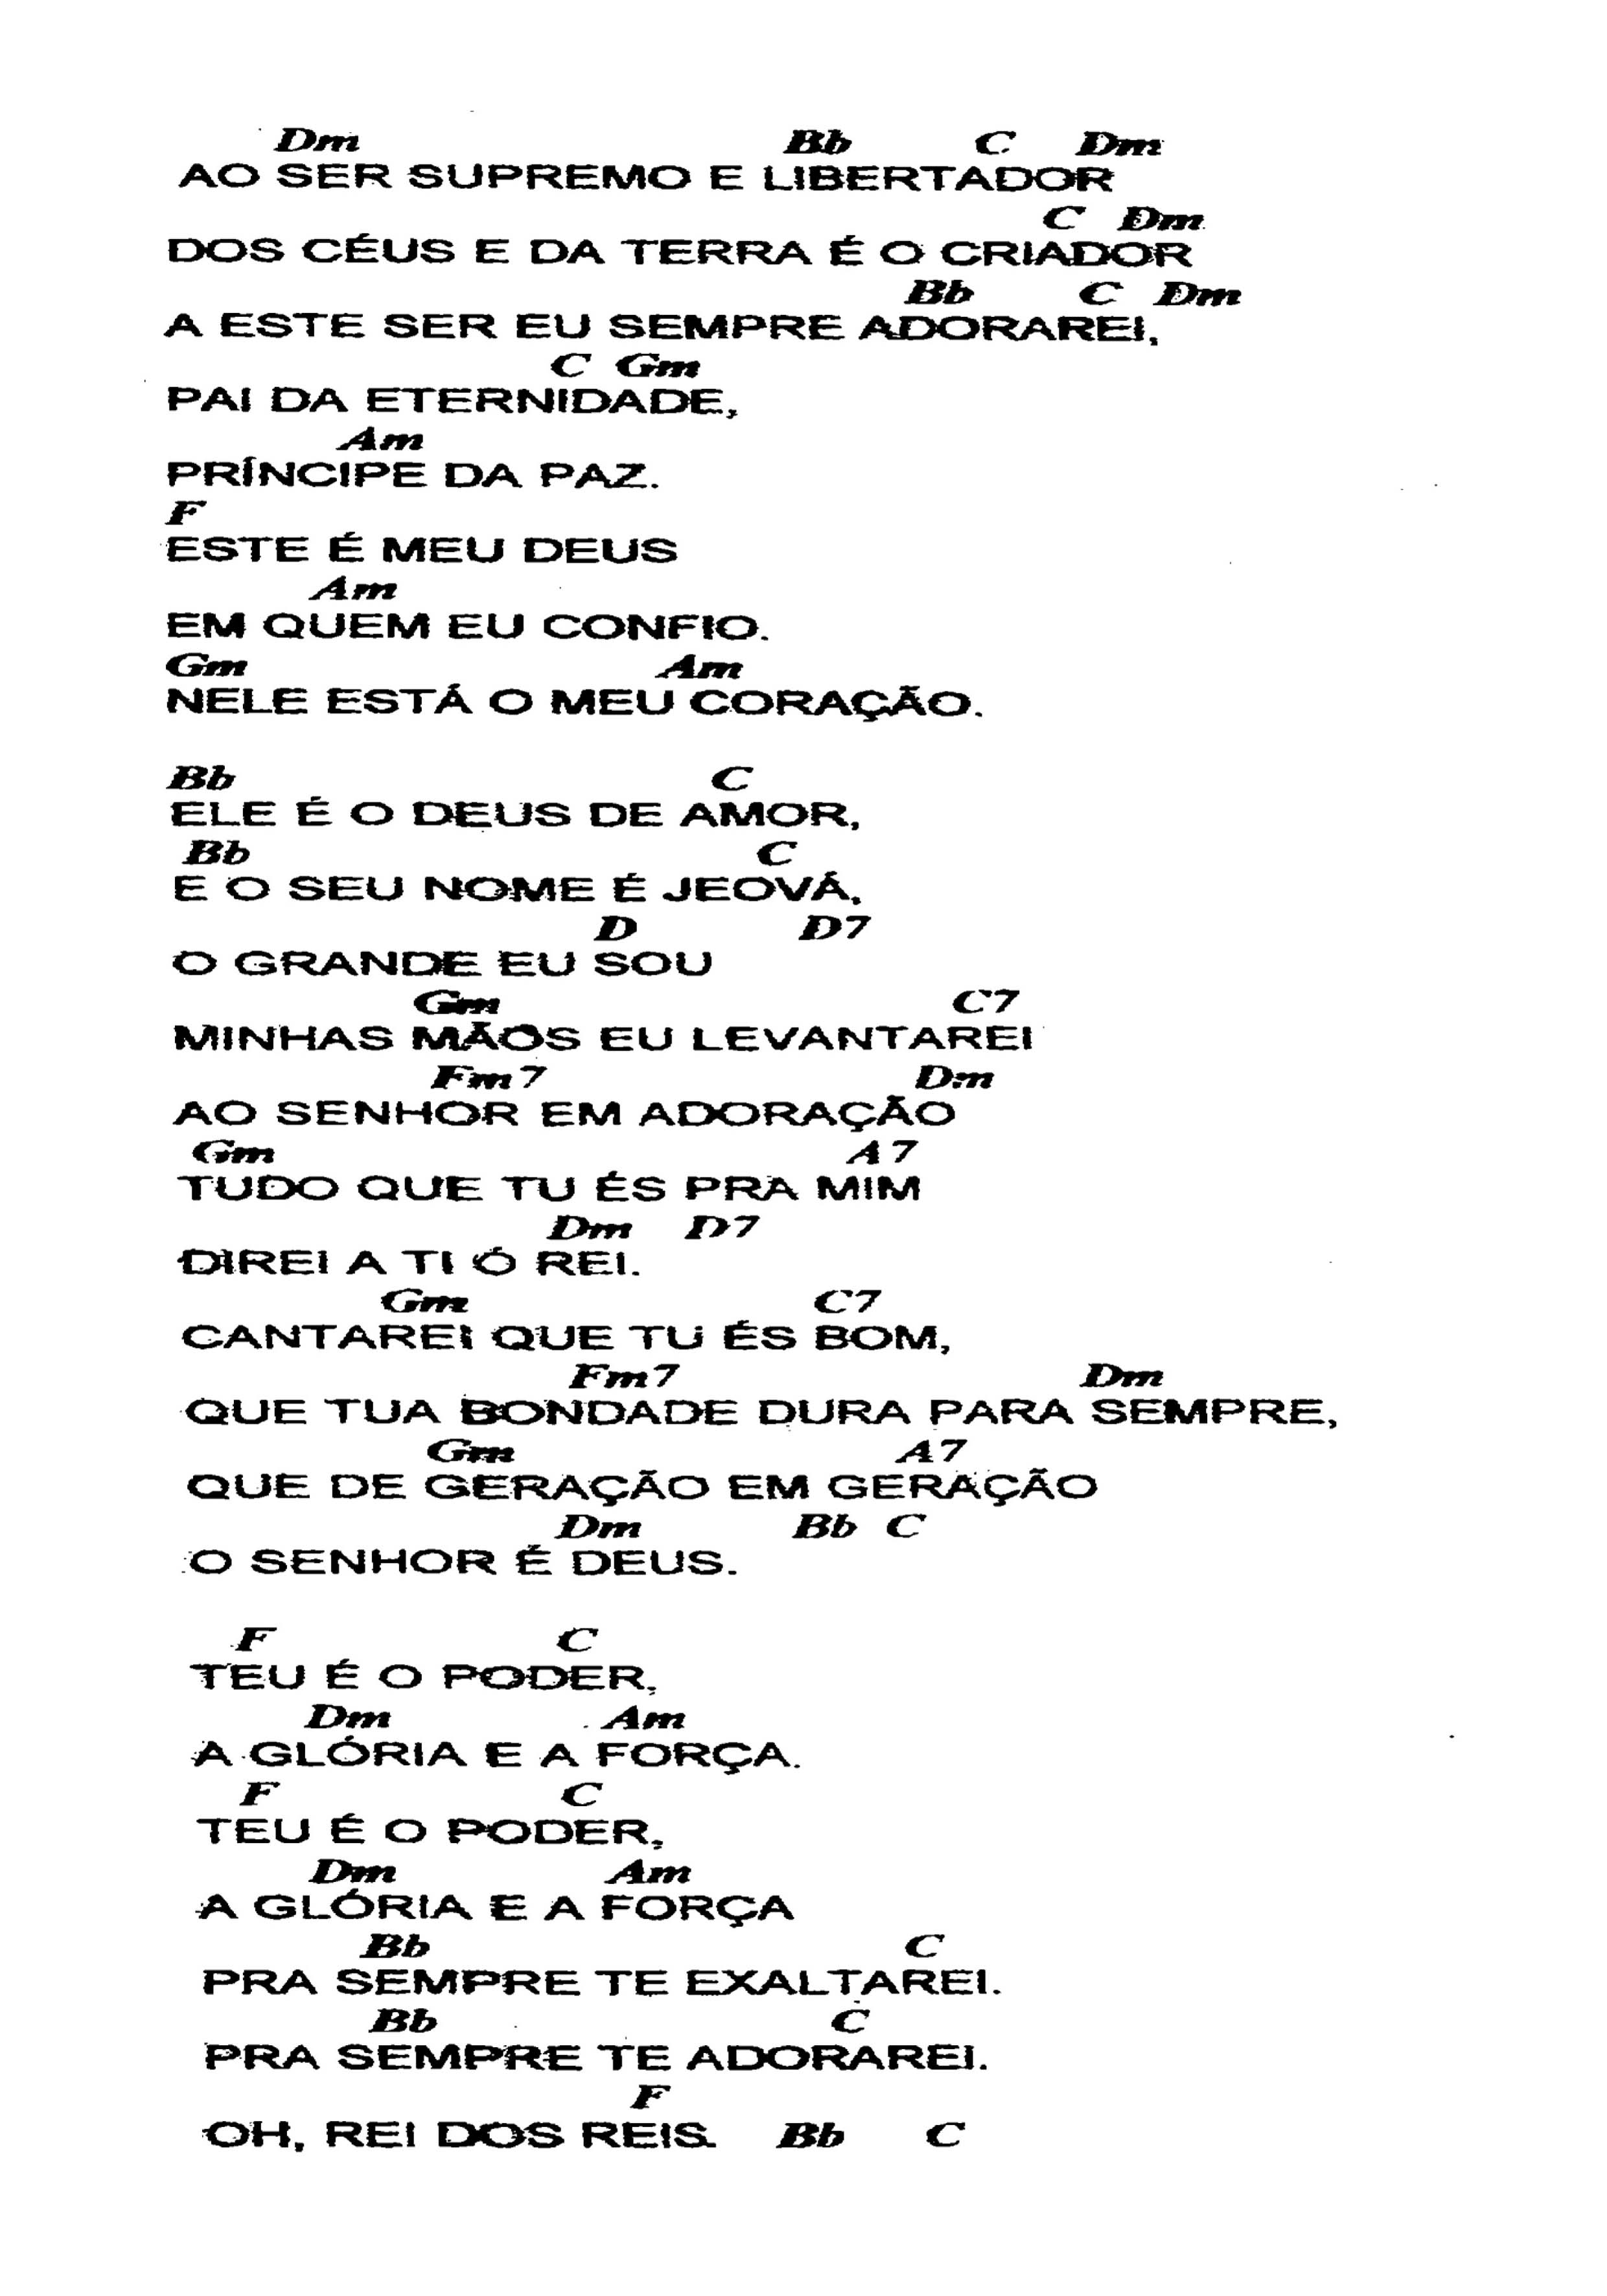 Dm Bb C Dm
AO SER SUPREMO E LIBERTADOR
C Dm
DOS CÉUS E DA TERRA É O CRIADOR
Bb C Dm
A ESTE SER EU SEMPRE ADORAREI,
C Gm
PAI DA ETERNIDADE,
Am
PRÍNCIPE DA PAZ.
F
ESTE É MEU DEUS
Am
EM QUEM EU CONFIO.
Gm Am
NELE ESTÁ O MEU CORAÇÃO.
Bb C
ELE É O DEUS DE AMOR,
Bb C
E O SEU NOME É JEOVÁ,
D D7
O GRANDE EU SOU
Gm C7
MINHAS MÃOS EU LEVANTAREI
Fm7 Dm
AO SENHOR EM ADORAÇÃO
Gm A7
TUDO QUE TU ÉS PRA MIM
Dm D7
DIREI A TI Ó REI.
Gm C7
CANTAREI QUE TU ÉS BOM,
Fm7 Dm
QUE TUA BONDADE DURA PARA SEMPRE,
Gm A7
QUE DE GERAÇÃO EM GERAÇÃO
Dm Bb C
O SENHOR É DEUS.
F C
TEU É O PODER,
Dm Am
A GLÓRIA E A FORÇA.
F C
TEU É O PODER,
Dm Am
A GLÓRIA E A FORÇA
Bb C
PRA SEMPRE TE EXALTAREI.
Bb C
PRA SEMPRE TE ADORAREI.
F
OH, REI DOS REIS. Bb C